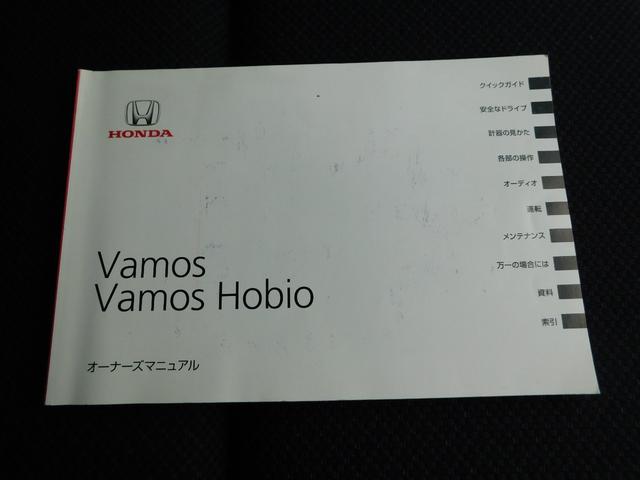 HONDA
Vamos
Vamos Hobio
オーナーズマニュアル
クイックガイド
安全なドライブ
計器の見かた
各部の操作
オーディオ
運転
メンテナンス
万一の場合には
資料
索引